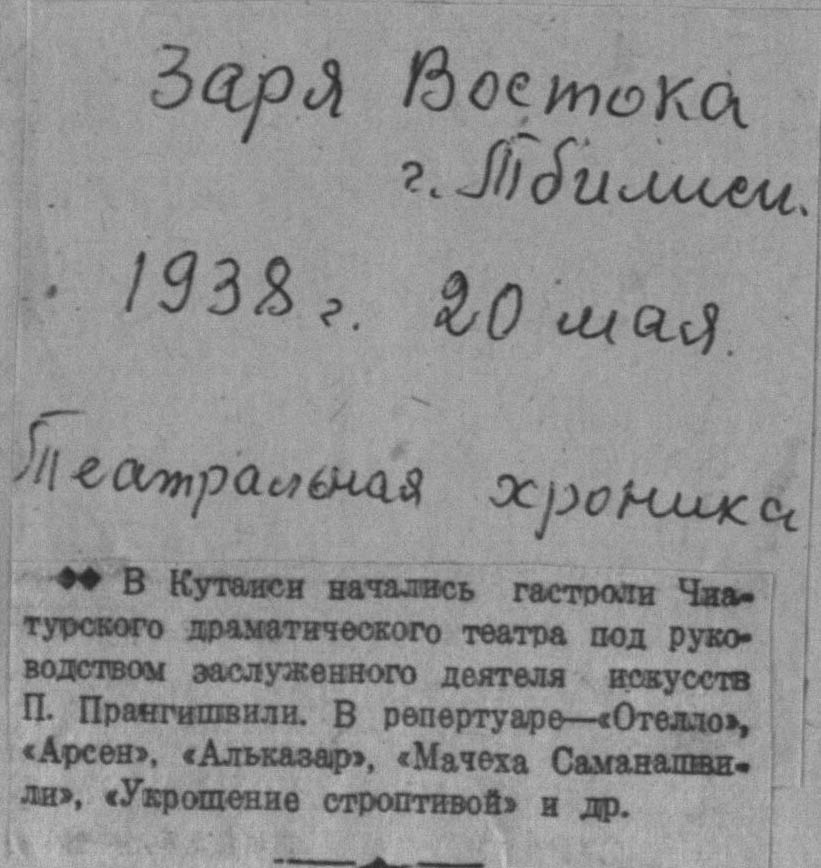 Заря Востока
г. Тбилиси.
1938 г. 20 мая.
Театральная хроника
◆◆ В Кутаиси начались гастроли Чиа-
турского драматического театра под руко-
водством заслуженного деятеля искусств
П. Прангишвили. В репертуаре—«Отелло»,
«Арсен», «Альказар», «Мачеха Саманашви-
ли», «Укрощение строптивой» и др.